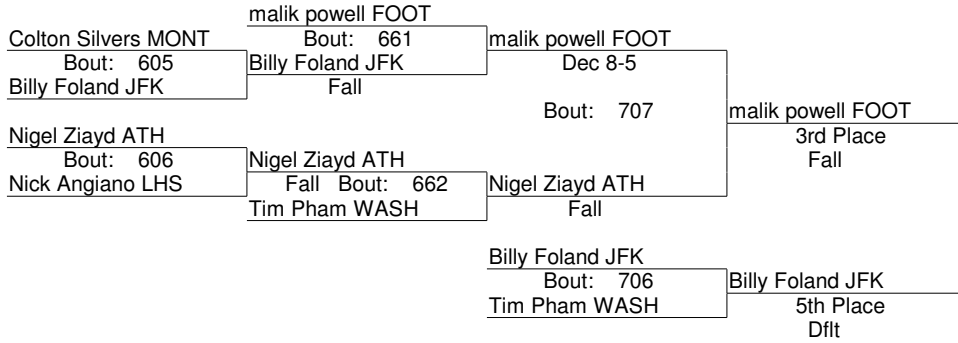 malik powell FOOT
Colton Silvers MONT
Bout: 661
malik powell FOOT
Bout: 605
Billy Foland JFK
Dec 8-5
Billy Foland JFK
Fall
Bout: 707
malik powell FOOT
Nigel Ziayd ATH
3rd Place
Bout: 606
Nigel Ziayd ATH
Fall
Nick Angiano LHS
Fall Bout: 662
Nigel Ziayd ATH
Tim Pham WASH
Fall
Billy Foland JFK
Bout: 706
Billy Foland JFK
Tim Pham WASH
5th Place
Dflt